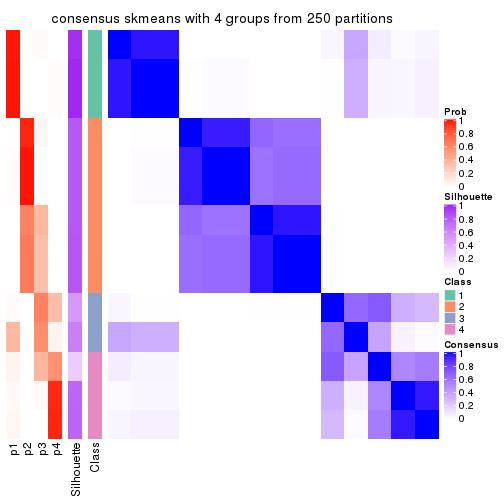 consensus skmeans with 4 groups from 250 partitions
Prob
1
0.8
0.6
0.4
0.2
0
Silhouette
1
0.8
0.6
0.4
0.2
0
Class
1
2
3
4
Consensus
1
0.8
0.6
0.4
0.2
0
p1
p2
p3
p4
Silhouette
Class